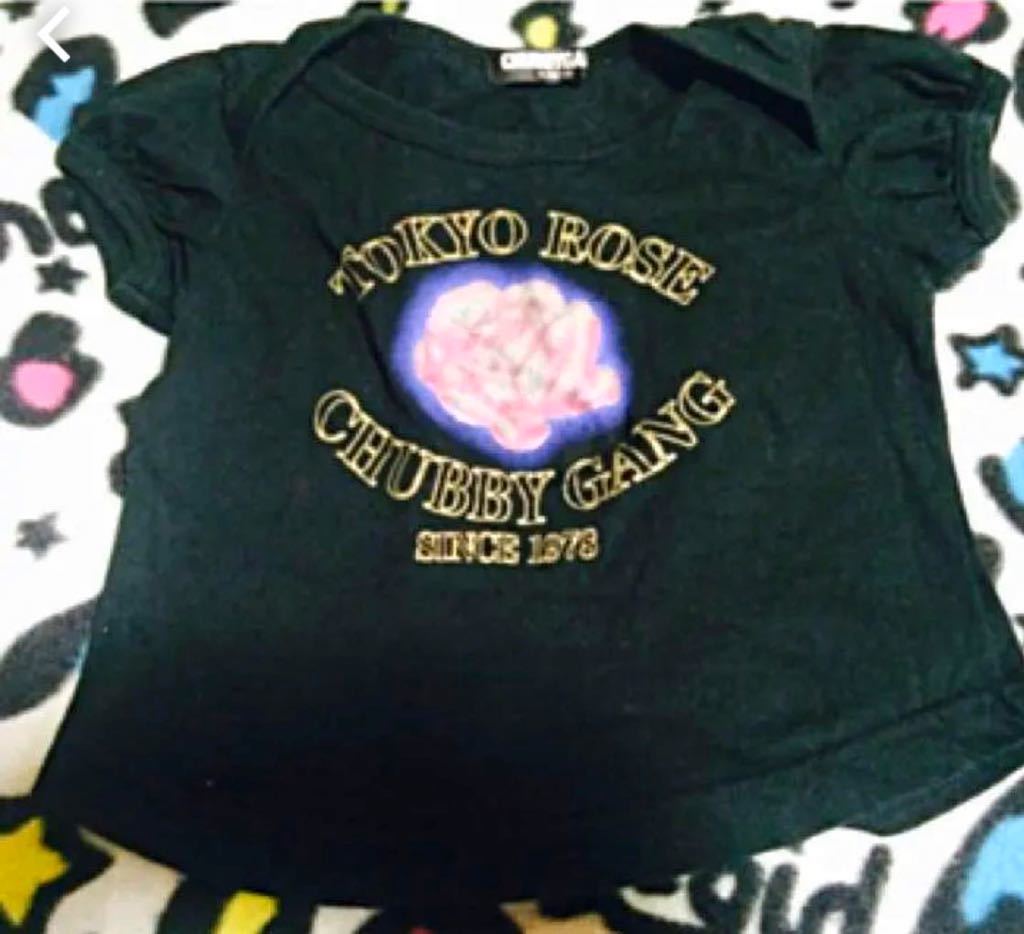 TOKYO ROSE
CHUBBY GANG
SINCE 1978